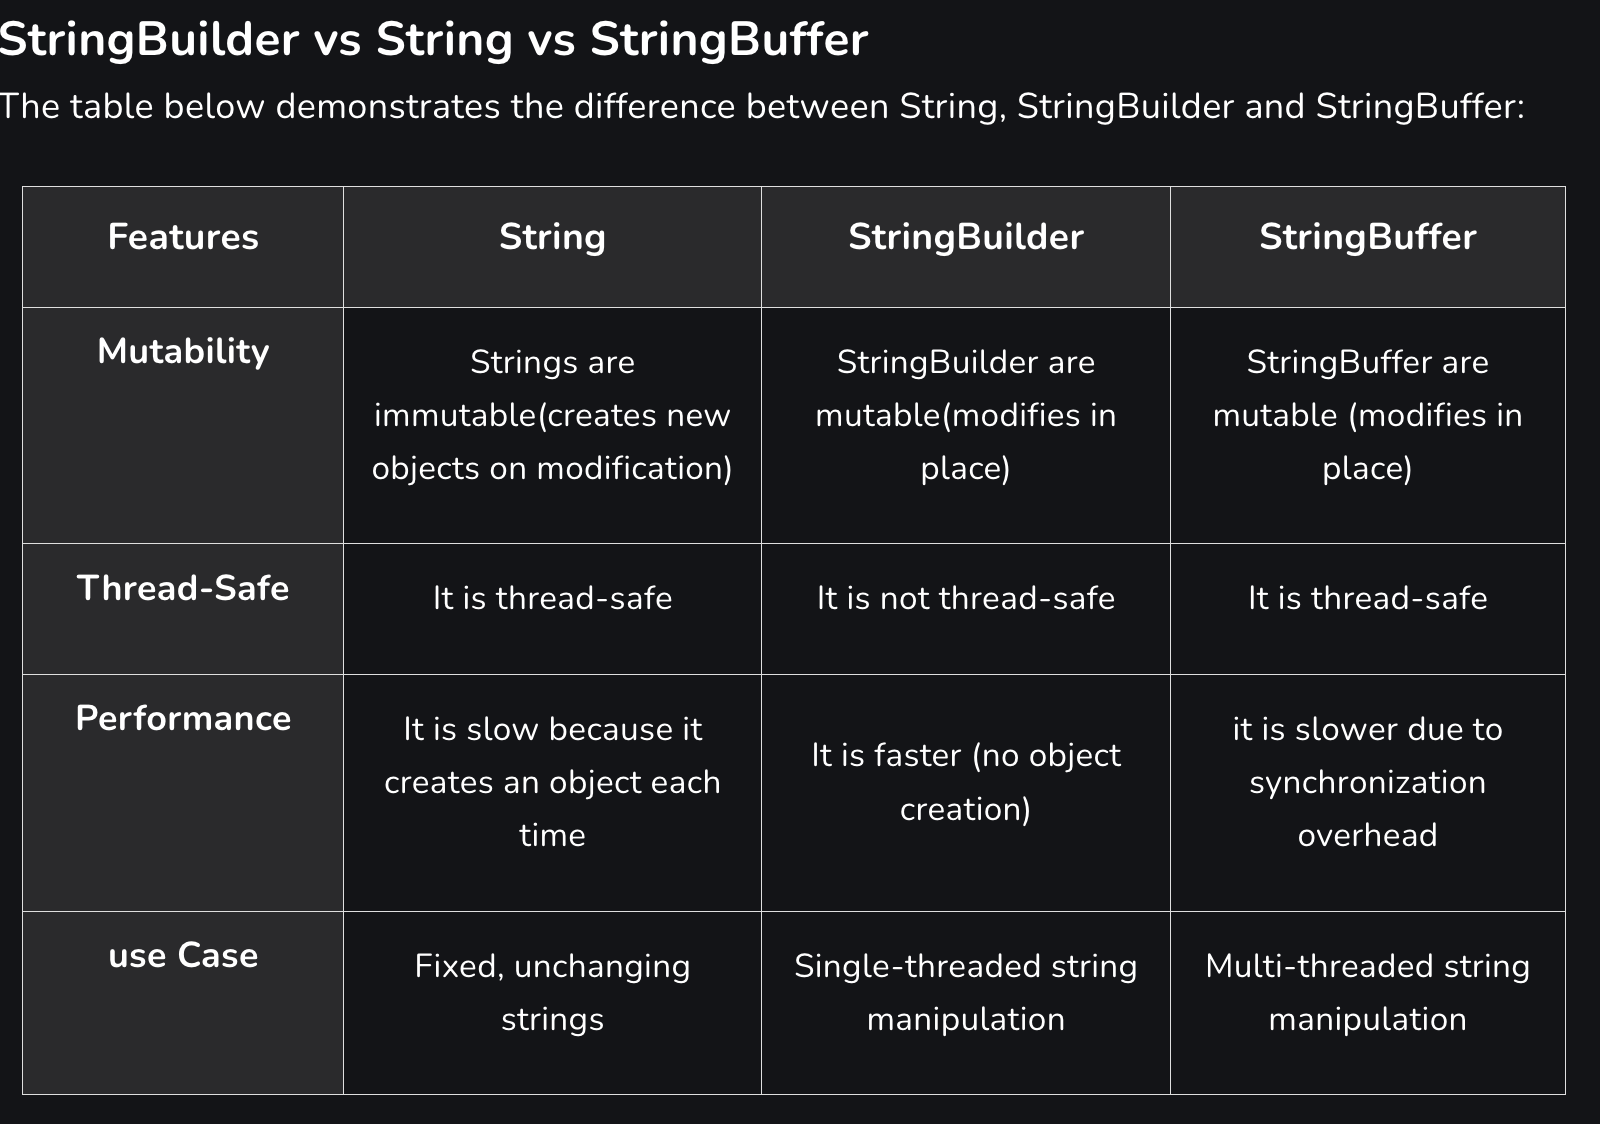 StringBuilder vs String vs StringBuffer
The table below demonstrates the difference between String, StringBuilder and StringBuffer:
Features
String
StringBuilder
StringBuffer
Mutability
Strings are
immutable(creates new
objects on modification)
StringBuilder are
mutable(modifies in
place)
StringBuffer are
mutable (modifies in
place)
Thread-Safe
It is thread-safe
It is not thread-safe
It is thread-safe
Performance
It is slow because it
creates an object each
time
It is faster (no object
creation)
it is slower due to
synchronization
overhead
use Case
Fixed, unchanging
strings
Single-threaded string
manipulation
Multi-threaded string
manipulation